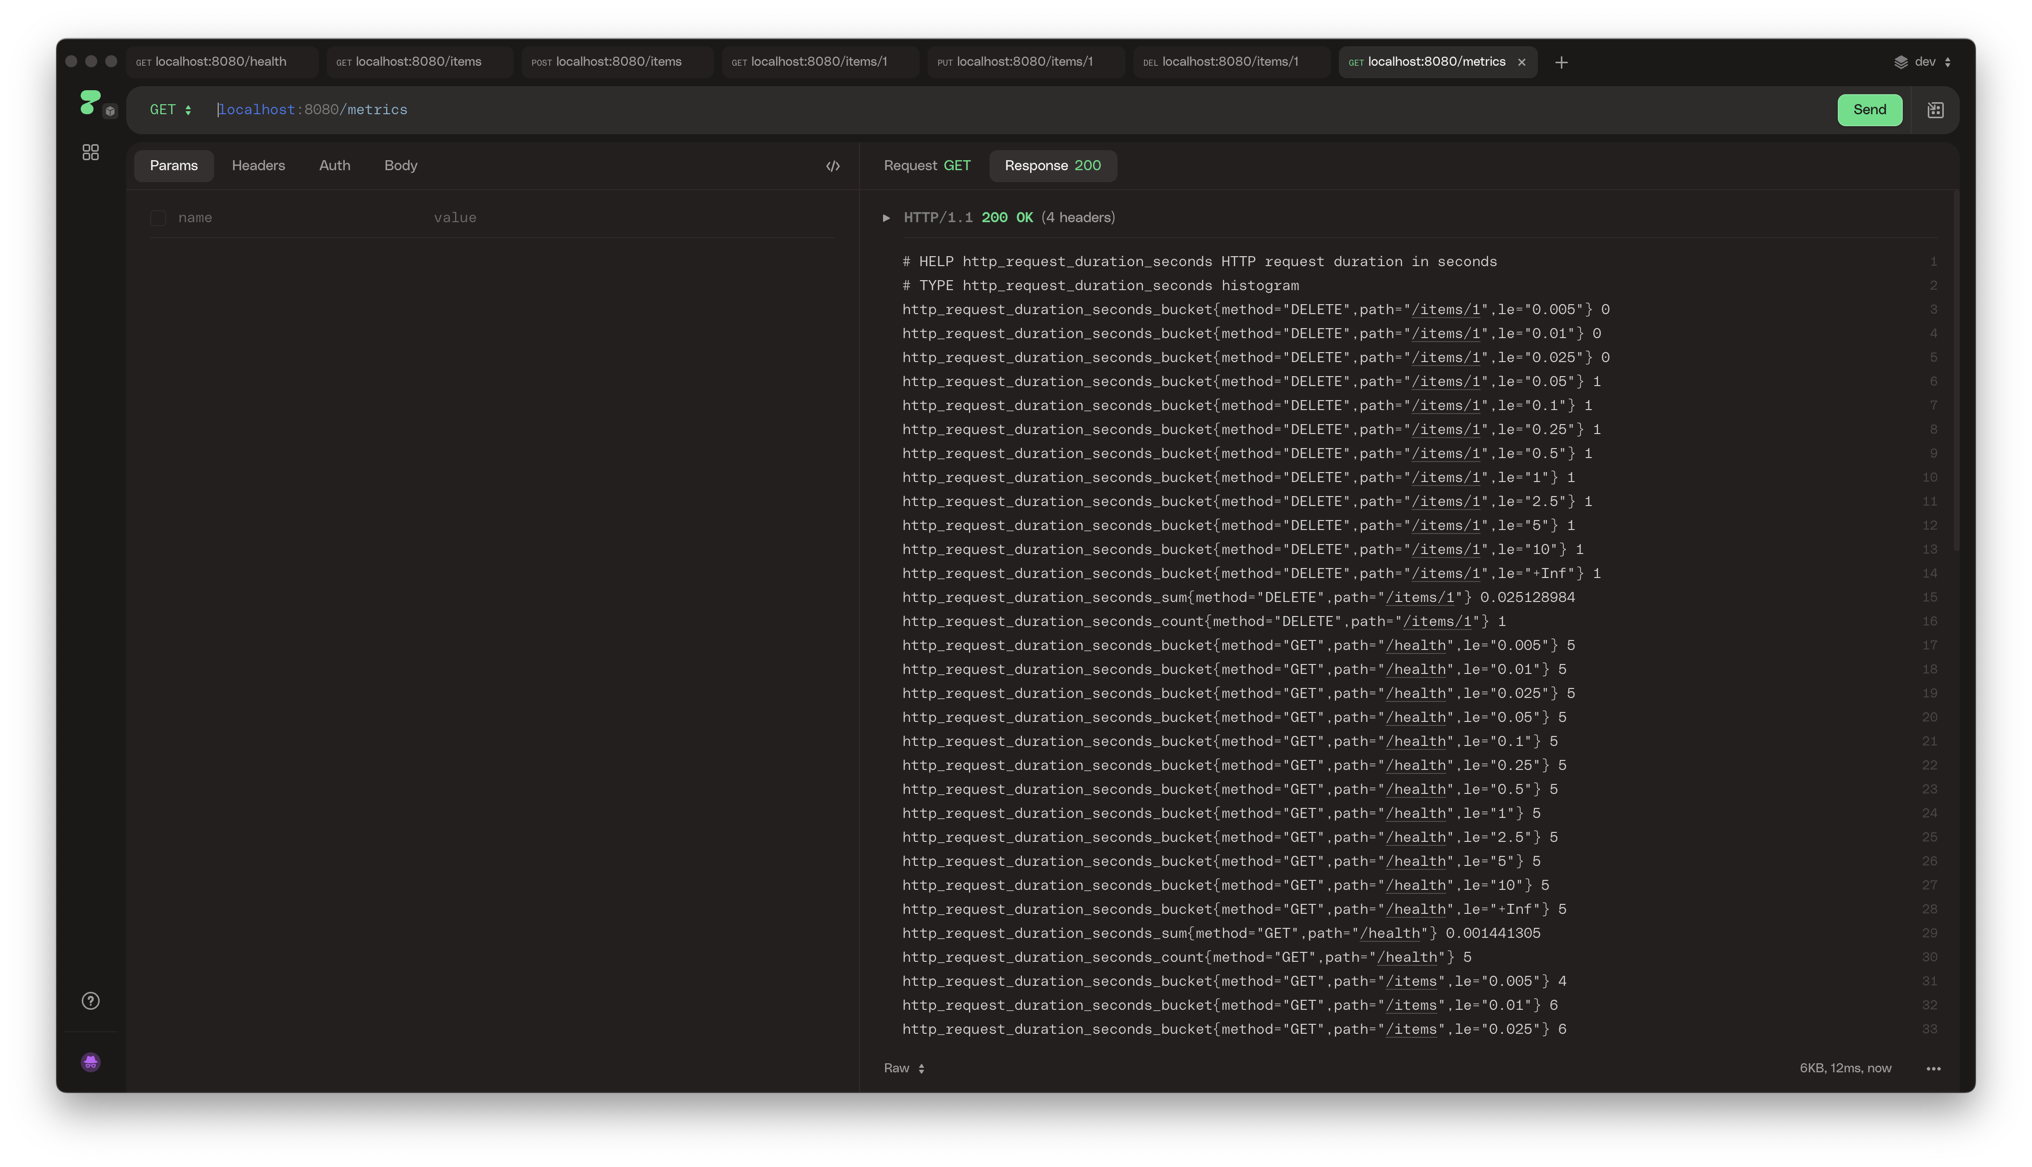 GET localhost:8080/health
GET localhost:8080/items
POST localhost:8080/items
GET localhost:8080/items/1
PUT localhost:8080/items/1
DEL localhost:8080/items/1
GET localhost:8080/metrics
dev
GET localhost:8080/metrics
Send
Params Headers Auth Body
Request GET Response 200
name value
HTTP/1.1 200 OK (4 headers)
# HELP http_request_duration_seconds HTTP request duration in seconds 1
# TYPE http_request_duration_seconds histogram 2
http_request_duration_seconds_bucket{method="DELETE",path="/items/1",le="0.005"} 0 3
http_request_duration_seconds_bucket{method="DELETE",path="/items/1",le="0.01"} 0 4
http_request_duration_seconds_bucket{method="DELETE",path="/items/1",le="0.025"} 0 5
http_request_duration_seconds_bucket{method="DELETE",path="/items/1",le="0.05"} 1 6
http_request_duration_seconds_bucket{method="DELETE",path="/items/1",le="0.1"} 1 7
http_request_duration_seconds_bucket{method="DELETE",path="/items/1",le="0.25"} 1 8
http_request_duration_seconds_bucket{method="DELETE",path="/items/1",le="0.5"} 1 9
http_request_duration_seconds_bucket{method="DELETE",path="/items/1",le="1"} 1 10
http_request_duration_seconds_bucket{method="DELETE",path="/items/1",le="2.5"} 1 11
http_request_duration_seconds_bucket{method="DELETE",path="/items/1",le="5"} 1 12
http_request_duration_seconds_bucket{method="DELETE",path="/items/1",le="10"} 1 13
http_request_duration_seconds_bucket{method="DELETE",path="/items/1",le="+Inf"} 1 14
http_request_duration_seconds_sum{method="DELETE",path="/items/1"} 0.025128984 15
http_request_duration_seconds_count{method="DELETE",path="/items/1"} 1 16
http_request_duration_seconds_bucket{method="GET",path="/health",le="0.005"} 5 17
http_request_duration_seconds_bucket{method="GET",path="/health",le="0.01"} 5 18
http_request_duration_seconds_bucket{method="GET",path="/health",le="0.025"} 5 19
http_request_duration_seconds_bucket{method="GET",path="/health",le="0.05"} 5 20
http_request_duration_seconds_bucket{method="GET",path="/health",le="0.1"} 5 21
http_request_duration_seconds_bucket{method="GET",path="/health",le="0.25"} 5 22
http_request_duration_seconds_bucket{method="GET",path="/health",le="0.5"} 5 23
http_request_duration_seconds_bucket{method="GET",path="/health",le="1"} 5 24
http_request_duration_seconds_bucket{method="GET",path="/health",le="2.5"} 5 25
http_request_duration_seconds_bucket{method="GET",path="/health",le="5"} 5 26
http_request_duration_seconds_bucket{method="GET",path="/health",le="10"} 5 27
http_request_duration_seconds_bucket{method="GET",path="/health",le="+Inf"} 5 28
http_request_duration_seconds_sum{method="GET",path="/health"} 0.001441305 29
http_request_duration_seconds_count{method="GET",path="/health"} 5 30
http_request_duration_seconds_bucket{method="GET",path="/items",le="0.005"} 4 31
http_request_duration_seconds_bucket{method="GET",path="/items",le="0.01"} 6 32
http_request_duration_seconds_bucket{method="GET",path="/items",le="0.025"} 6 33
Raw
6KB, 12ms, now